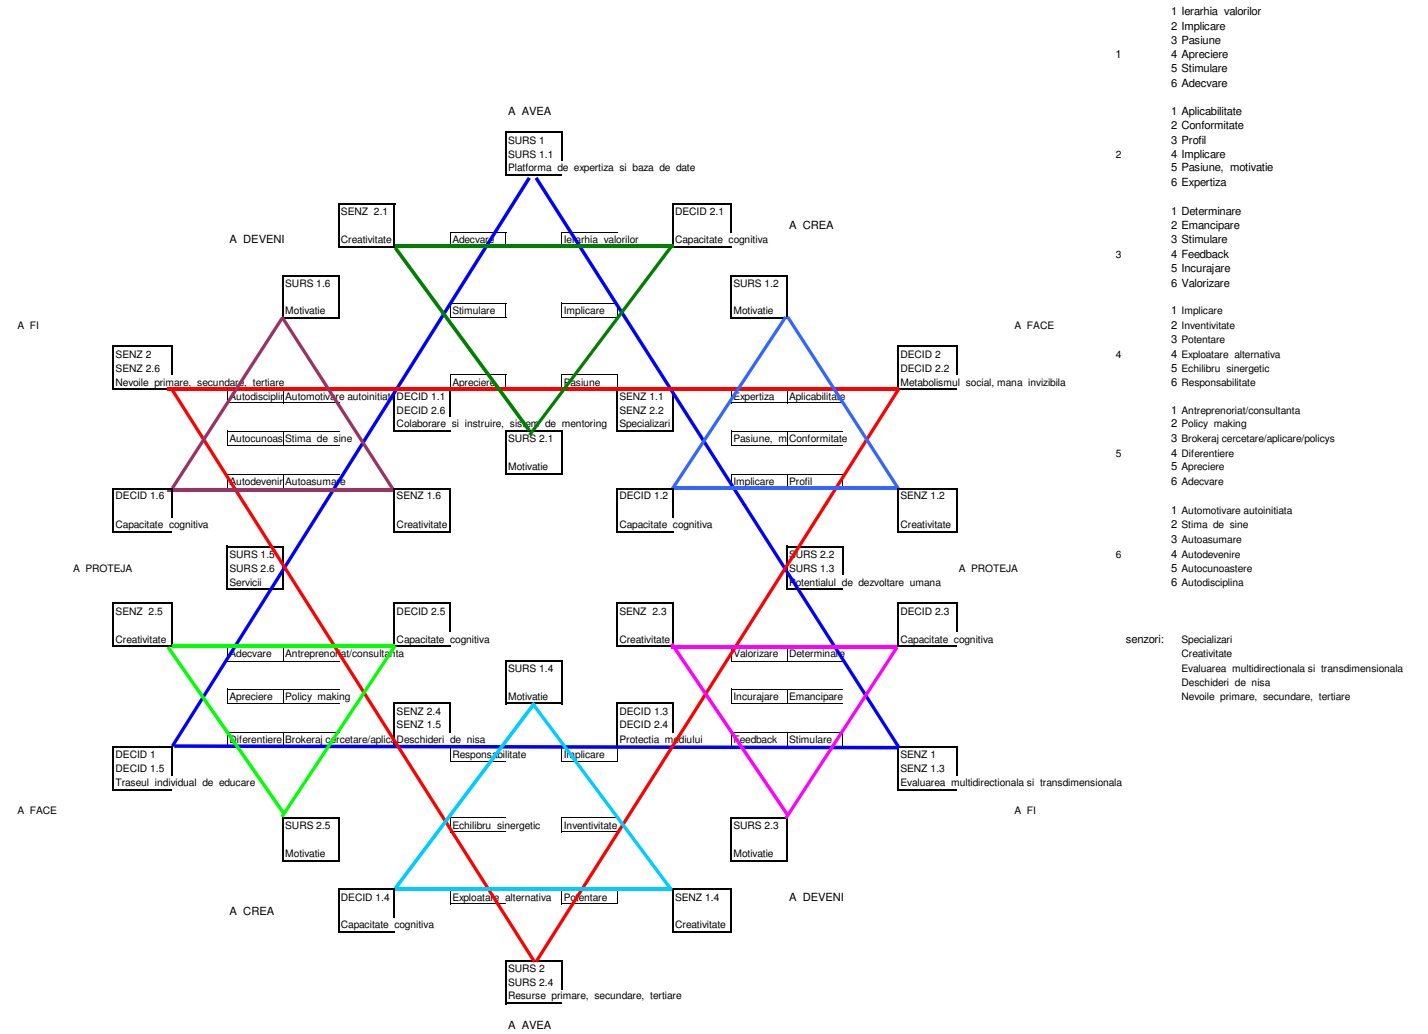 1 Ierarhia valorilor
2 Implicare
3 Pasiune
1
4 Apreciere
5 Stimulare
6 Adecvare
A AVEA
1 Aplicabilitate
2 Conformitate
3 Profil
2
4 Implicare
5 Pasiune, motivatie
6 Expertiza
SURS 1
SURS 1.1
Platforma de expertiza si baza de date
SENZ 2.1
Creativitate
DECID 2.1
Capacitate cognitiva
A DEVENI
Adecvare
Ierarhia valorilor
A CREA
1 Determinare
2 Emancipare
3 Stimulare
3
4 Feedback
5 Incurajare
6 Valorizare
SURS 1.6
Motivatie
Stimulare
Implicare
SURS 1.2
Motivatie
A FI
A FACE
1 Implicare
2 Inventivitate
3 Potentare
4
4 Exploatare alternativa
5 Echilibru sinergetic
6 Responsabilitate
SENZ 2
SENZ 2.6
Nevoile primare, secundare, tertiare
Apreciere
Pasiune
DECID 2
DECID 2.2
Metabolismul social, mana invizibila
Autodisciplir
Automotivare autoinitiat
DECID 1.1
DECID 2.6
Colaborare si instruire, sistem de mentoring
SENZ 1.1
SENZ 2.2
Specializari
Expertiza
Aplicabilitate
Autocunoas
Stima de sine
SURS 2.1
Motivatie
Pasiune, m
Conformitate
1 Antreprenoriat/consultanta
2 Policy making
3 Brokeraj cercetare/aplicare/policys
5
4 Diferentiere
5 Apreciere
6 Adecvare
Autodevenir
Autoasumare
Implicare
Profil
DECID 1.6
Capacitate cognitiva
SENZ 1.6
Creativitate
DECID 1.2
Capacitate cognitiva
SENZ 1.2
Creativitate
1 Automotivare autoinitiata
2 Stima de sine
3 Autoasumare
6
4 Autodevenire
5 Autocunoastere
6 Autodisciplina
A PROTEJA
SURS 1.5
SURS 2.6
Servicii
SURS 2.2
SURS 1.3
Potentialul de dezvoltare umana
A PROTEJA
SENZ 2.5
Creativitate
DECID 2.5
Capacitate cognitiva
SENZ 2.3
Creativitate
DECID 2.3
Capacitate cognitiva
senzori:
Specializari
Creativitate
Evaluarea multidirectionala si transdimensionala
Deschideri de nisa
Nevoile primare, secundare, tertiare
Adecvare
Antreprenoriat/consultanta
Valorizare
Determinare
SURS 1.4
Motivatie
Apreciere
Policy making
Incurajare
Emancipare
SENZ 2.4
SENZ 1.5
Deschideri de nisa
DECID 1.3
DECID 2.4
Protectia mediului
Diferentiere
Brokeraj cercetare/aplica
Feedback
Stimulare
DECID 1
DECID 1.5
Traseul individual de educare
Responsabilitate
Implicare
SENZ 1
SENZ 1.3
Evaluarea multidirectionala si transdimensionala
A FACE
A FI
SURS 2.5
Motivatie
Echilibru sinergetic
Inventivitate
SURS 2.3
Motivatie
DECID 1.4
Capacitate cognitiva
Exploatare alternativa
Potentare
SENZ 1.4
Creativitate
A CREA
A DEVENI
SURS 2
SURS 2.4
Resurse primare, secundare, tertiare
A AVEA